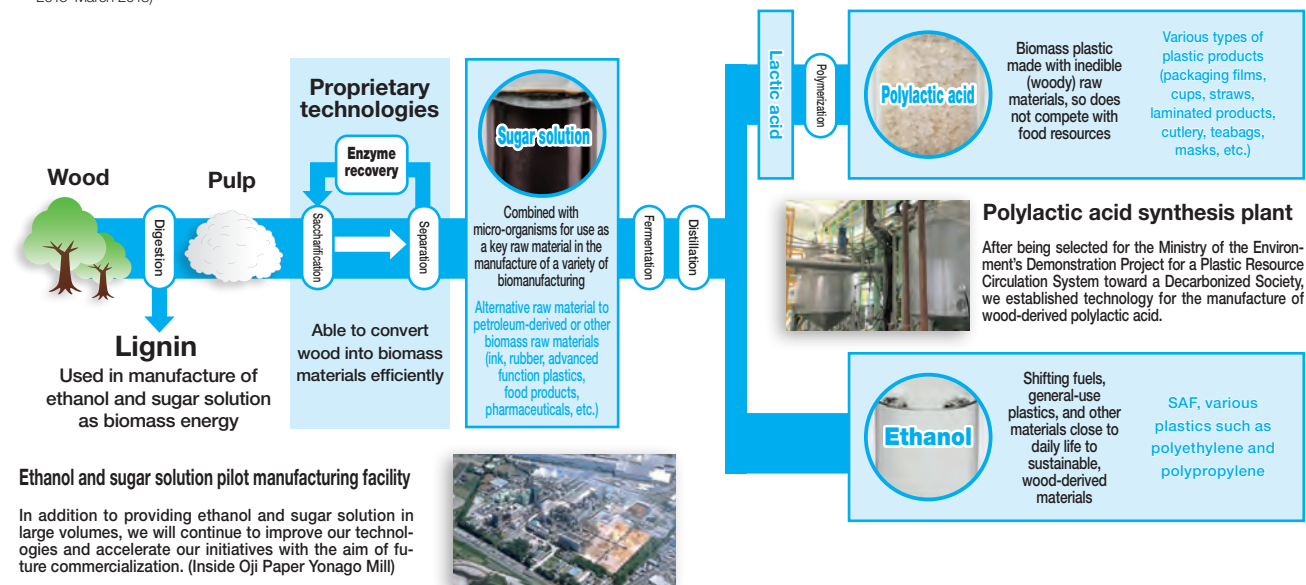 2018–March 2018)
Proprietary
technologies
Enzyme
recovery
Wood
Pulp
Digestion
Saccharification
Separation
Lignin
Used in manufacture of
ethanol and sugar solution
as biomass energy
Able to convert
wood into biomass
materials efficiently
Sugar solution
Combined with
micro-organisms for use as
a key raw material in the
manufacture of a variety of
biomanufacturing
Alternative raw material to
petroleum-derived or other
biomass raw materials
(ink, rubber, advanced
function plastics,
food products,
pharmaceuticals, etc.)
Fermentation
Distillation
Lactic acid
Polymerization
Polylactic acid
Biomass plastic
made with inedible
(woody) raw
materials, so does
not compete with
food resources
Various types of
plastic products
(packaging films,
cups, straws,
laminated products,
cutlery, teabags,
masks, etc.)
Polylactic acid synthesis plant
After being selected for the Ministry of the Environ-
ment's Demonstration Project for a Plastic Resource
Circulation System toward a Decarbonized Society,
we established technology for the manufacture of
wood-derived polylactic acid.
Ethanol
Shifting fuels,
general-use
plastics, and other
materials close to
daily life to
sustainable,
wood-derived
materials
SAF, various
plastics such as
polyethylene and
polypropylene
Ethanol and sugar solution pilot manufacturing facility
In addition to providing ethanol and sugar solution in
large volumes, we will continue to improve our technol-
ogies and accelerate our initiatives with the aim of fu-
ture commercialization. (Inside Oji Paper Yonago Mill)